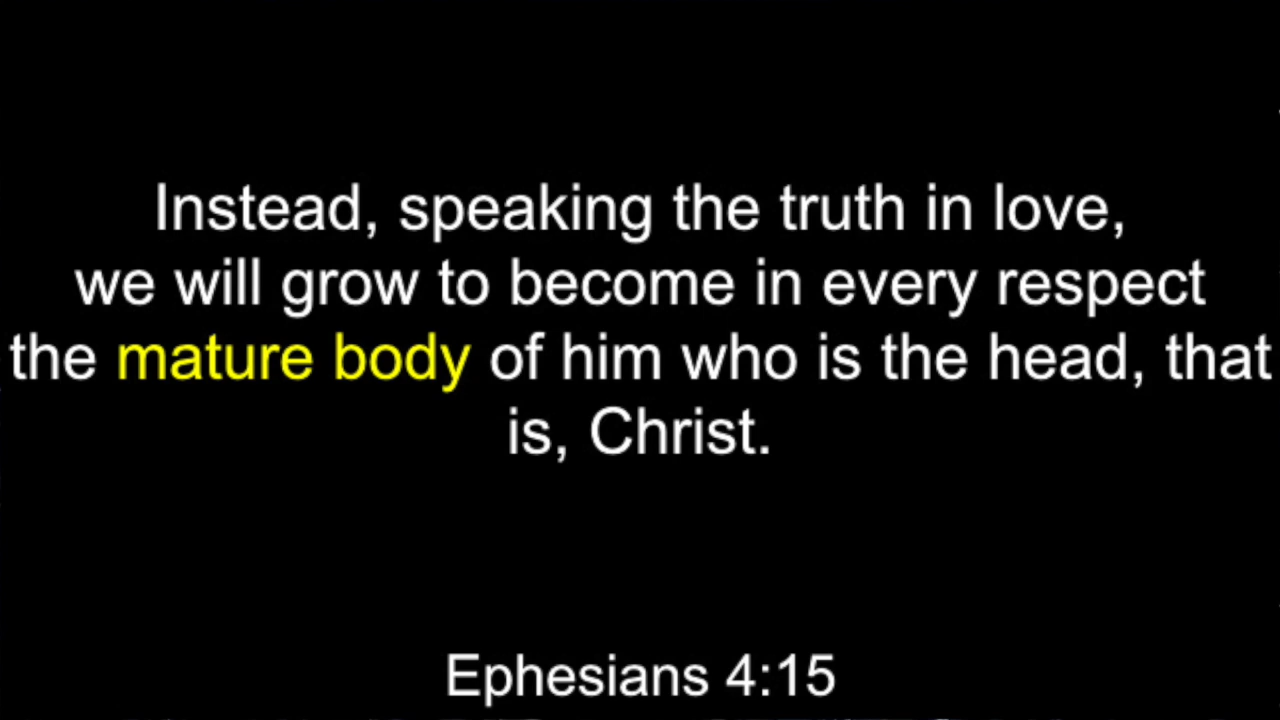 Instead, speaking the truth in love,
we will grow to become in every respect
the mature body of him who is the head, that
is, Christ.
Ephesians 4:15